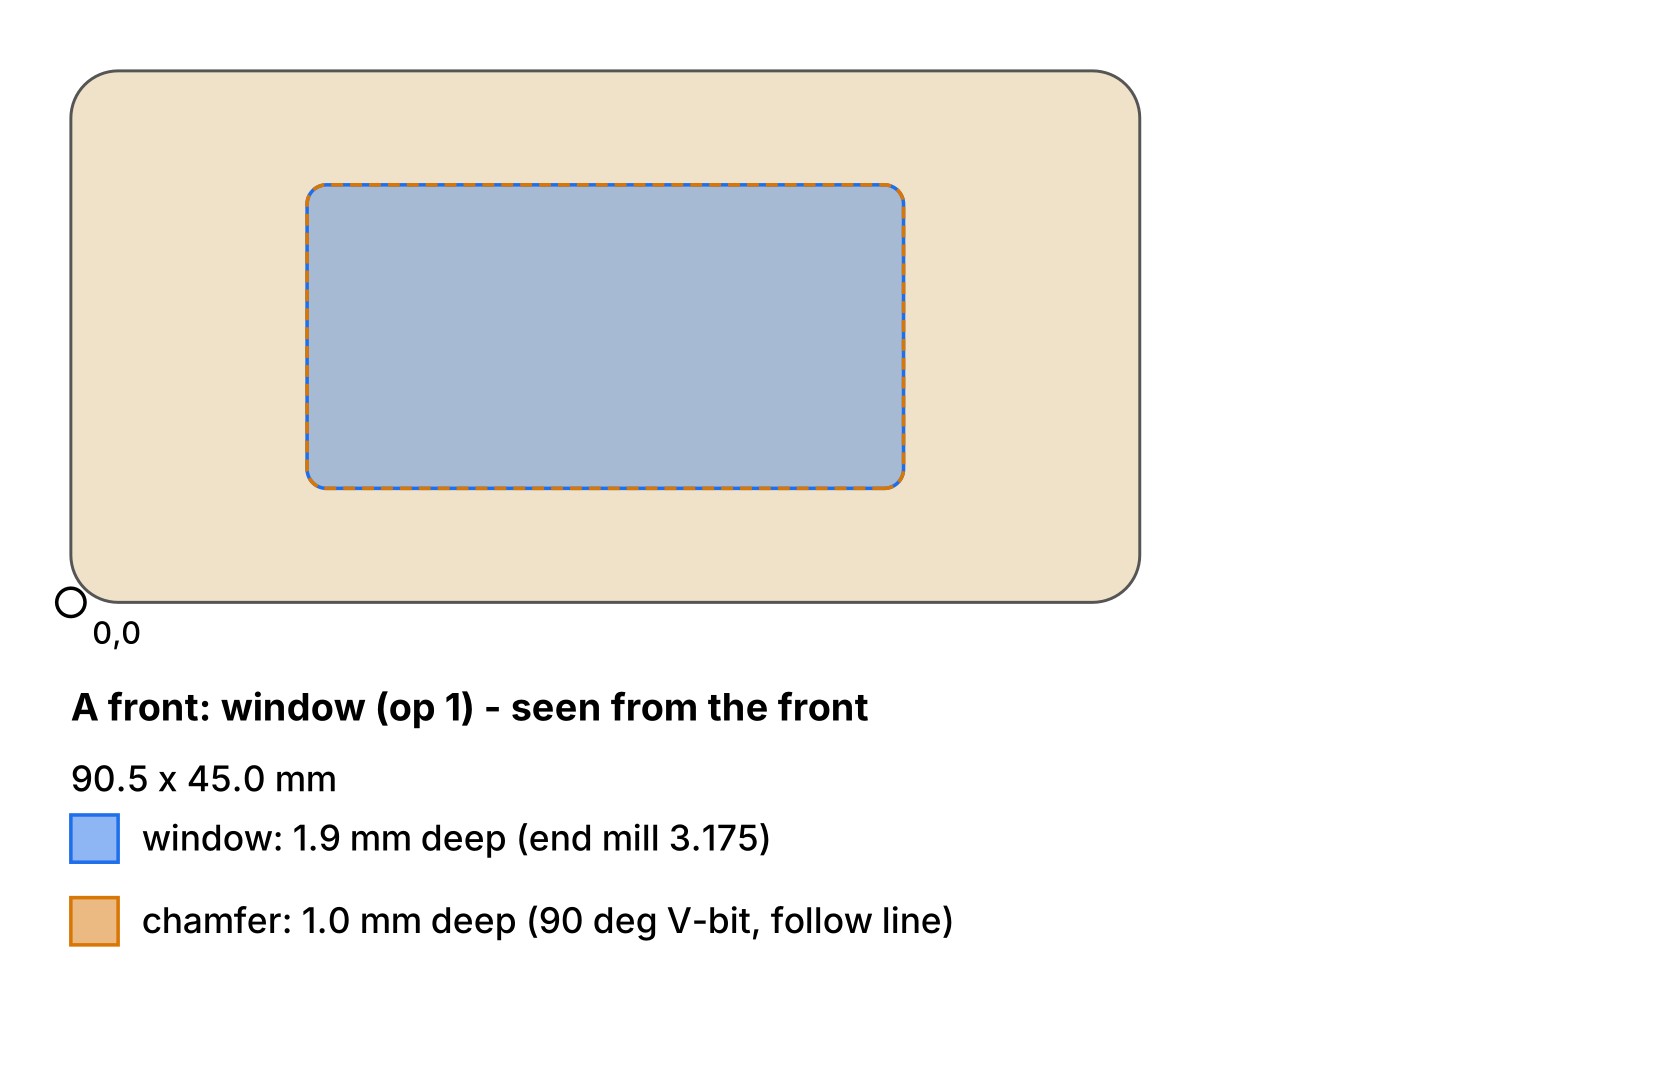 0,0
A front: window (op 1) - seen from the front
90.5 x 45.0 mm
window: 1.9 mm deep (end mill 3.175)
chamfer: 1.0 mm deep (90 deg V-bit, follow line)